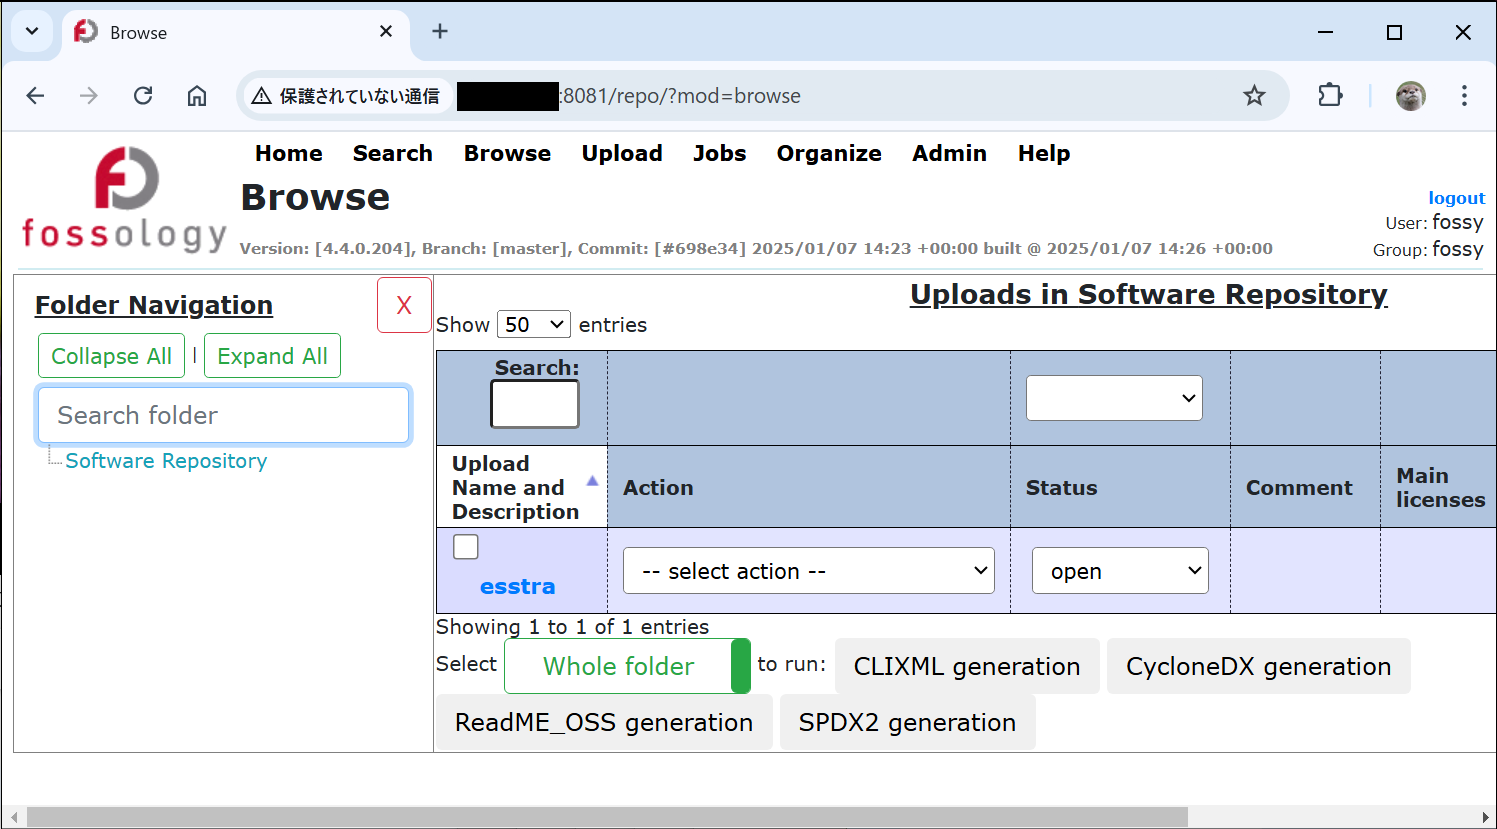 Browse
保護されていない通信 :8081/repo/?mod=browse
Home Search Browse Upload Jobs Organize Admin Help
fossology
Browse
logout
User: fossy
Version: [4.4.0.204], Branch: [master], Commit: [#698e34] 2025/01/07 14:23 +00:00 built @ 2025/01/07 14:26 +00:00
Group: fossy
Folder Navigation
X
Collapse All | Expand All
Search folder
Software Repository
Uploads in Software Repository
Show 50 entries
Search:
Upload Name and Description
Action
Status
Comment
Main licenses
esstra
-- select action --
open
Showing 1 to 1 of 1 entries
Select Whole folder to run: CLIXML generation CycloneDX generation
ReadME_OSS generation SPDX2 generation